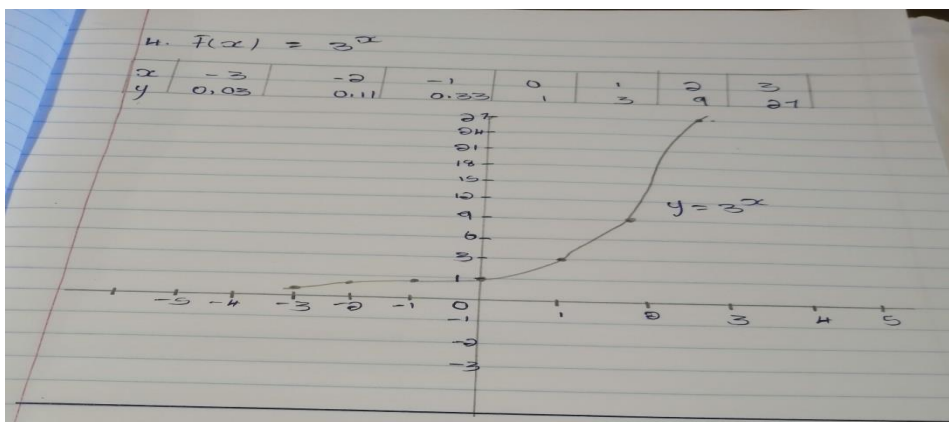 4. F(x) = 3^x
x | -3 | -2 | -1 | 0 | 1 | 2 | 3
y | 0,03 | 0.11 | 0.33 | 1 | 3 | 9 | 27
27
24
21
18
15
12
9
y = 3^x
6
3
1
-5 -4 -3 -2 -1 0 1 2 3 4 5
-1
-2
-3